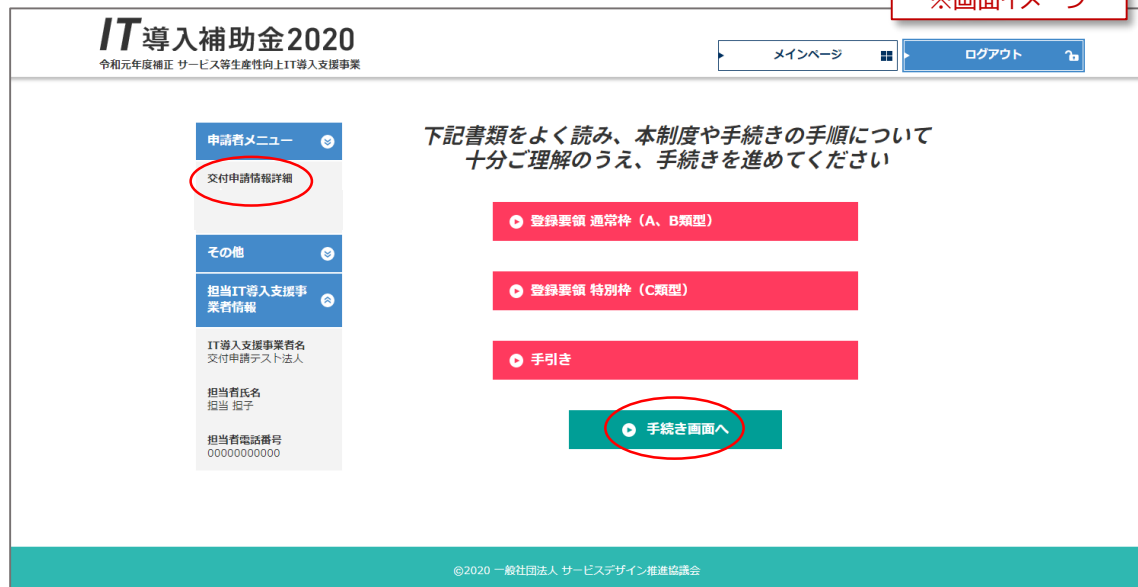 ※画面イメージ
IT導入補助金2020
令和元年度補正 サービス等生産性向上IT導入支援事業
メインページ
ログアウト
申請者メニュー
交付申請情報詳細
その他
担当IT導入支援事
業者情報
IT導入支援事業者名
交付申請テスト法人
担当者氏名
担当 担子
担当者電話番号
00000000000
下記書類をよく読み、本制度や手続きの手順について
十分ご理解のうえ、手続きを進めてください
登録要領 通常枠（A、B類型）
登録要領 特別枠（C類型）
手引き
手続き画面へ
©2020 一般社団法人 サービスデザイン推進協議会